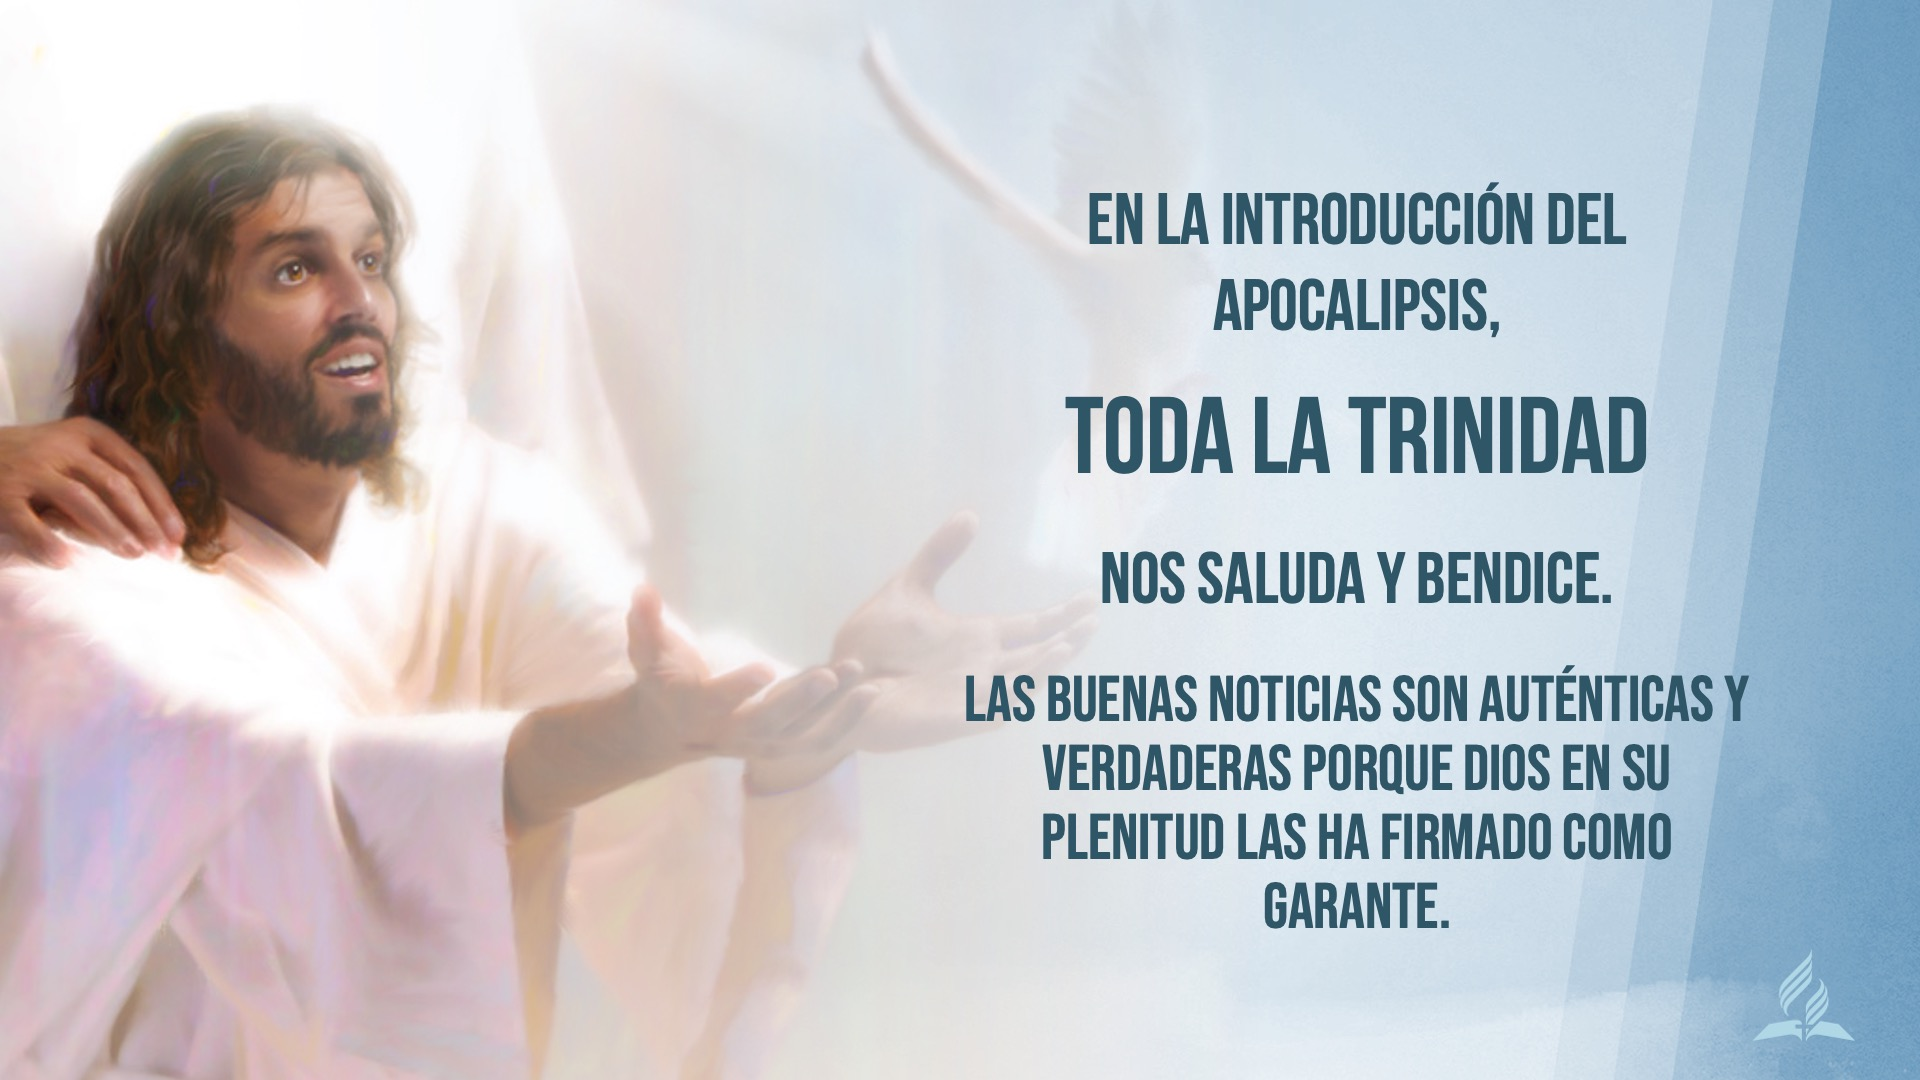 EN LA INTRODUCCIÓN DEL
APOCALIPSIS,
TODA LA TRINIDAD
NOS SALUDA Y BENDICE.
LAS BUENAS NOTICIAS SON AUTÉNTICAS Y
VERDADERAS PORQUE DIOS EN SU
PLENITUD LAS HA FIRMADO COMO
GARANTE.